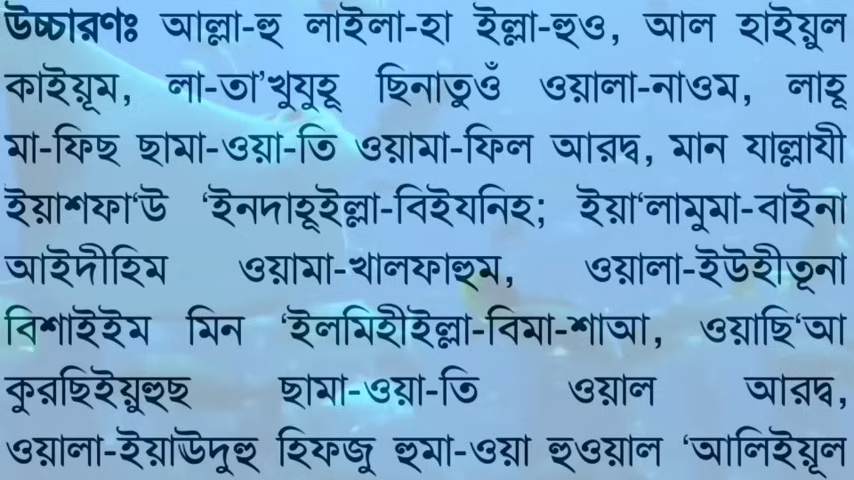 উচ্চারণঃ আল্লা-হু লাইলা-হা ইল্লা-হুও, আল হাইয়ুল
কাইয়ূম, লা-তা’খুযুহূ ছিনাতুওঁ ওয়ালা-নাওম, লাহূ
মা-ফিছ ছামা-ওয়া-তি ওয়ামা-ফিল আরদ্ব, মান যাল্লাযী
ইয়াশফা‘উ ‘ইনদাহূইল্লা-বিইযনিহ; ইয়া‘লামুমা-বাইনা
আইদীহিম ওয়ামা-খালফাহুম, ওয়ালা-ইউহীতূনা
বিশাইইম মিন ‘ইলমিহীইল্লা-বিমা-শাআ, ওয়াছি‘আ
কুরছিইয়ুহুছ ছামা-ওয়া-তি ওয়াল আরদ্ব,
ওয়ালা-ইয়াঊদুহু হিফজু হুমা-ওয়া হুওয়াল ‘আলিইয়ূল